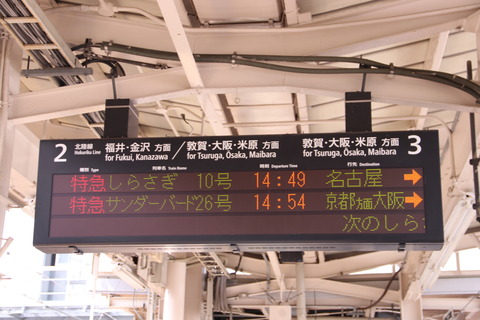 2 北陸線 Hokuriku Line 福井・金沢 方面 for Fukui, Kanazawa / 敦賀・大阪・米原 方面 for Tsuruga, Ōsaka, Maibara 敦賀・大阪・米原 方面 for Tsuruga, Ōsaka, Maibara 3
種別 Type 列車名 Train Name 時刻 Departure Time 行先 Destination
特急 しらさぎ 10号 14:49 名古屋 →
特急 サンダーバード26号 14:54 京都方面大阪 →
次のしら